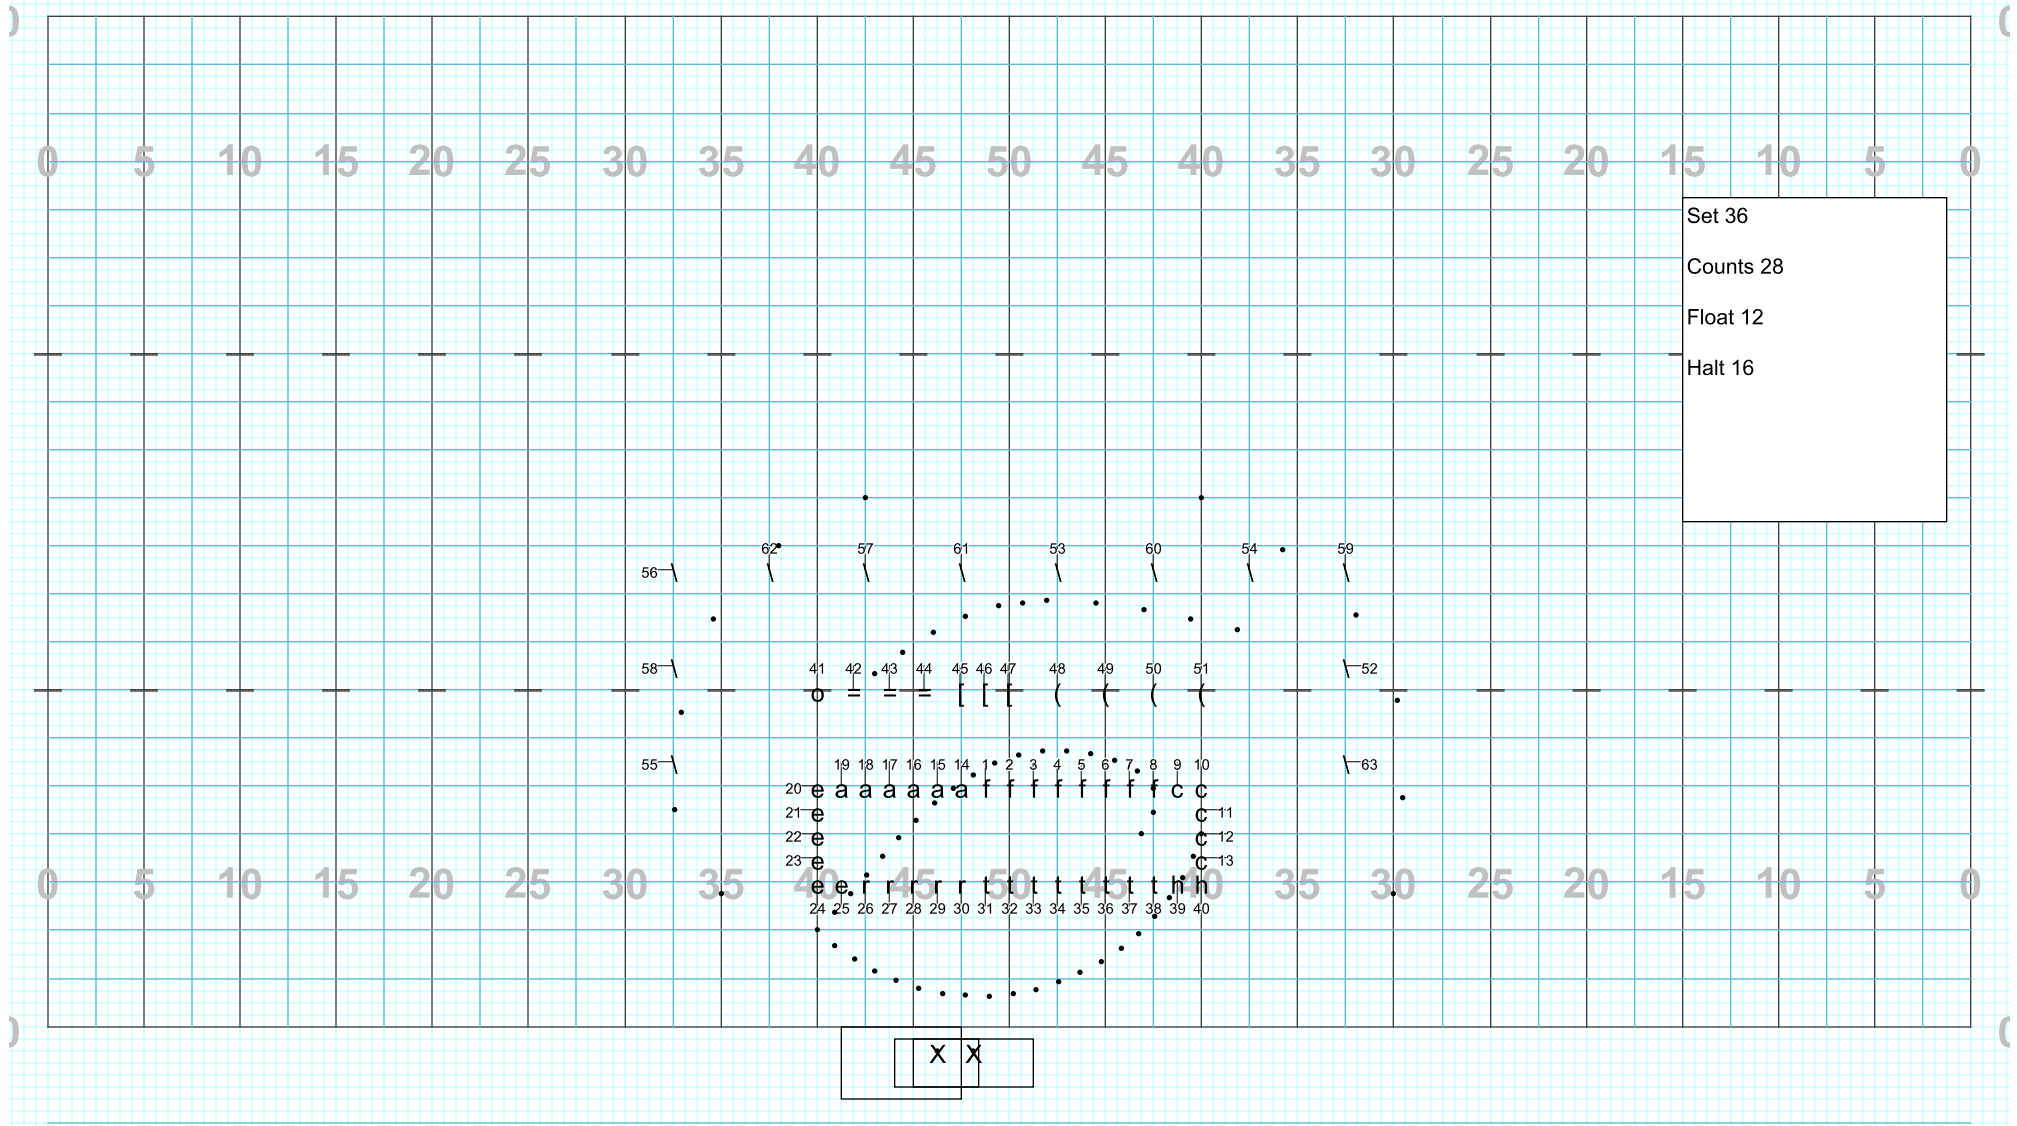 0 0
0 5 10 15 20 25 30 35 40 45 50 45 40 35 30 25 20 15 10 5 0
Set 36
Counts 28
Float 12
Halt 16
62 57 61 53 60 54 59
56 \ \ \ \ \ \ \ \
58 \ 41 42 43 44 45 46 47 48 49 50 51 \ 52
o = = = [ [ [ ( ( ( (
55 \ 19 18 17 16 15 14 1 2 3 4 5 6 7 8 9 10 \ 63
20 e a a a a a a f f f f f f f f c c
21 e c 11
22 e c 12
23 e c 13
0 5 10 15 20 25 30 35 40 45 50 45 40 35 30 25 20 15 10 5 0
e e r r r r r t t t t t t t t h h
24 25 26 27 28 29 30 31 32 33 34 35 36 37 38 39 40
0 0
X X